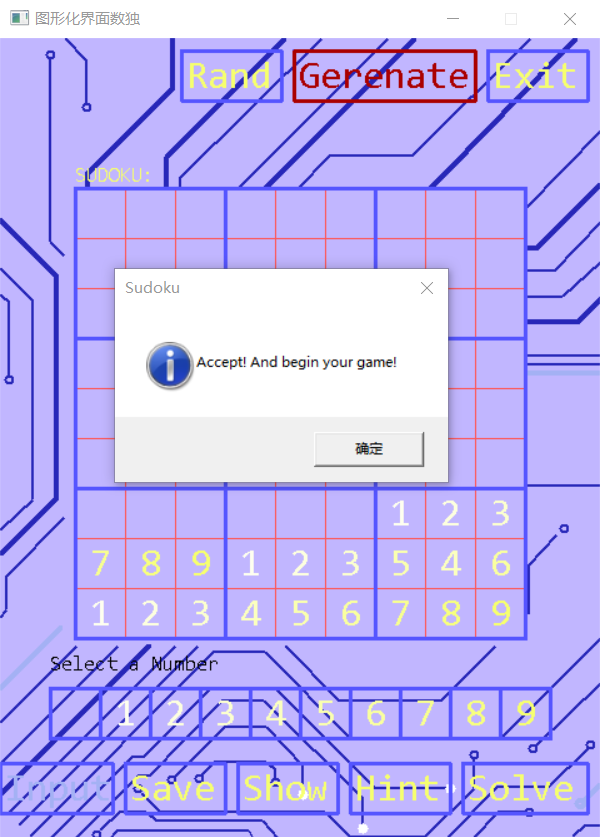 图形化界面数独
Rand Gerenate Exit
SUDOKU:
Sudoku
Accept! And begin your game!
确定
1 2 3
7 8 9 1 2 3 5 4 6
1 2 3 4 5 6 7 8 9
Select a Number
1 2 3 4 5 6 7 8 9
Input Save Show Hint Solve